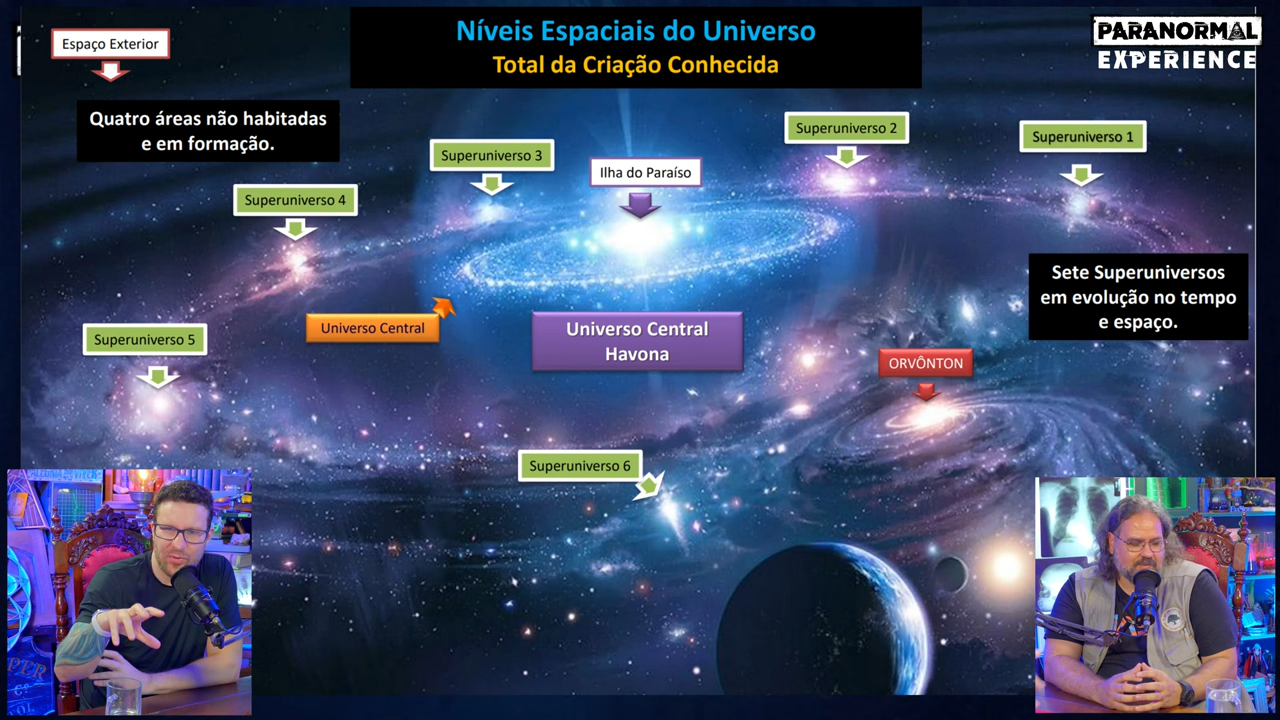 Níveis Espaciais do Universo
Total da Criação Conhecida
PARANORMAL
EXPERIENCE
Espaço Exterior
Quatro áreas não habitadas
e em formação.
Superuniverso 3
Superuniverso 2
Superuniverso 1
Ilha do Paraíso
Superuniverso 4
Sete Superuniversos
em evolução no tempo
e espaço.
Universo Central
Universo Central
Havona
Superuniverso 5
ORVÔNTON
Superuniverso 6